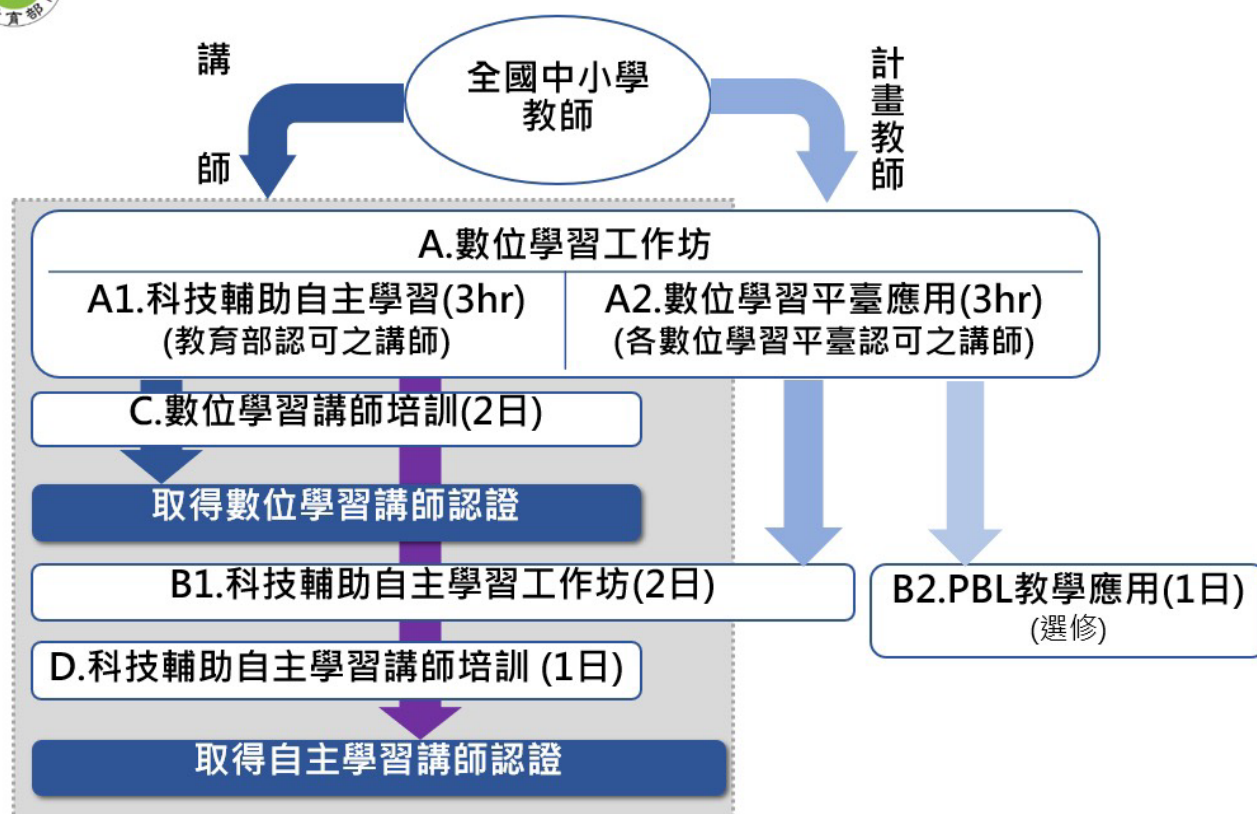 全國中小學
教師
講師
計畫教師
A.數位學習工作坊
A1.科技輔助自主學習(3hr)
(教育部認可之講師)
A2.數位學習平臺應用(3hr)
(各數位學習平臺認可之講師)
C.數位學習講師培訓(2日)
取得數位學習講師認證
B1.科技輔助自主學習工作坊(2日)
B2.PBL教學應用(1日)
(選修)
D.科技輔助自主學習講師培訓 (1日)
取得自主學習講師認證